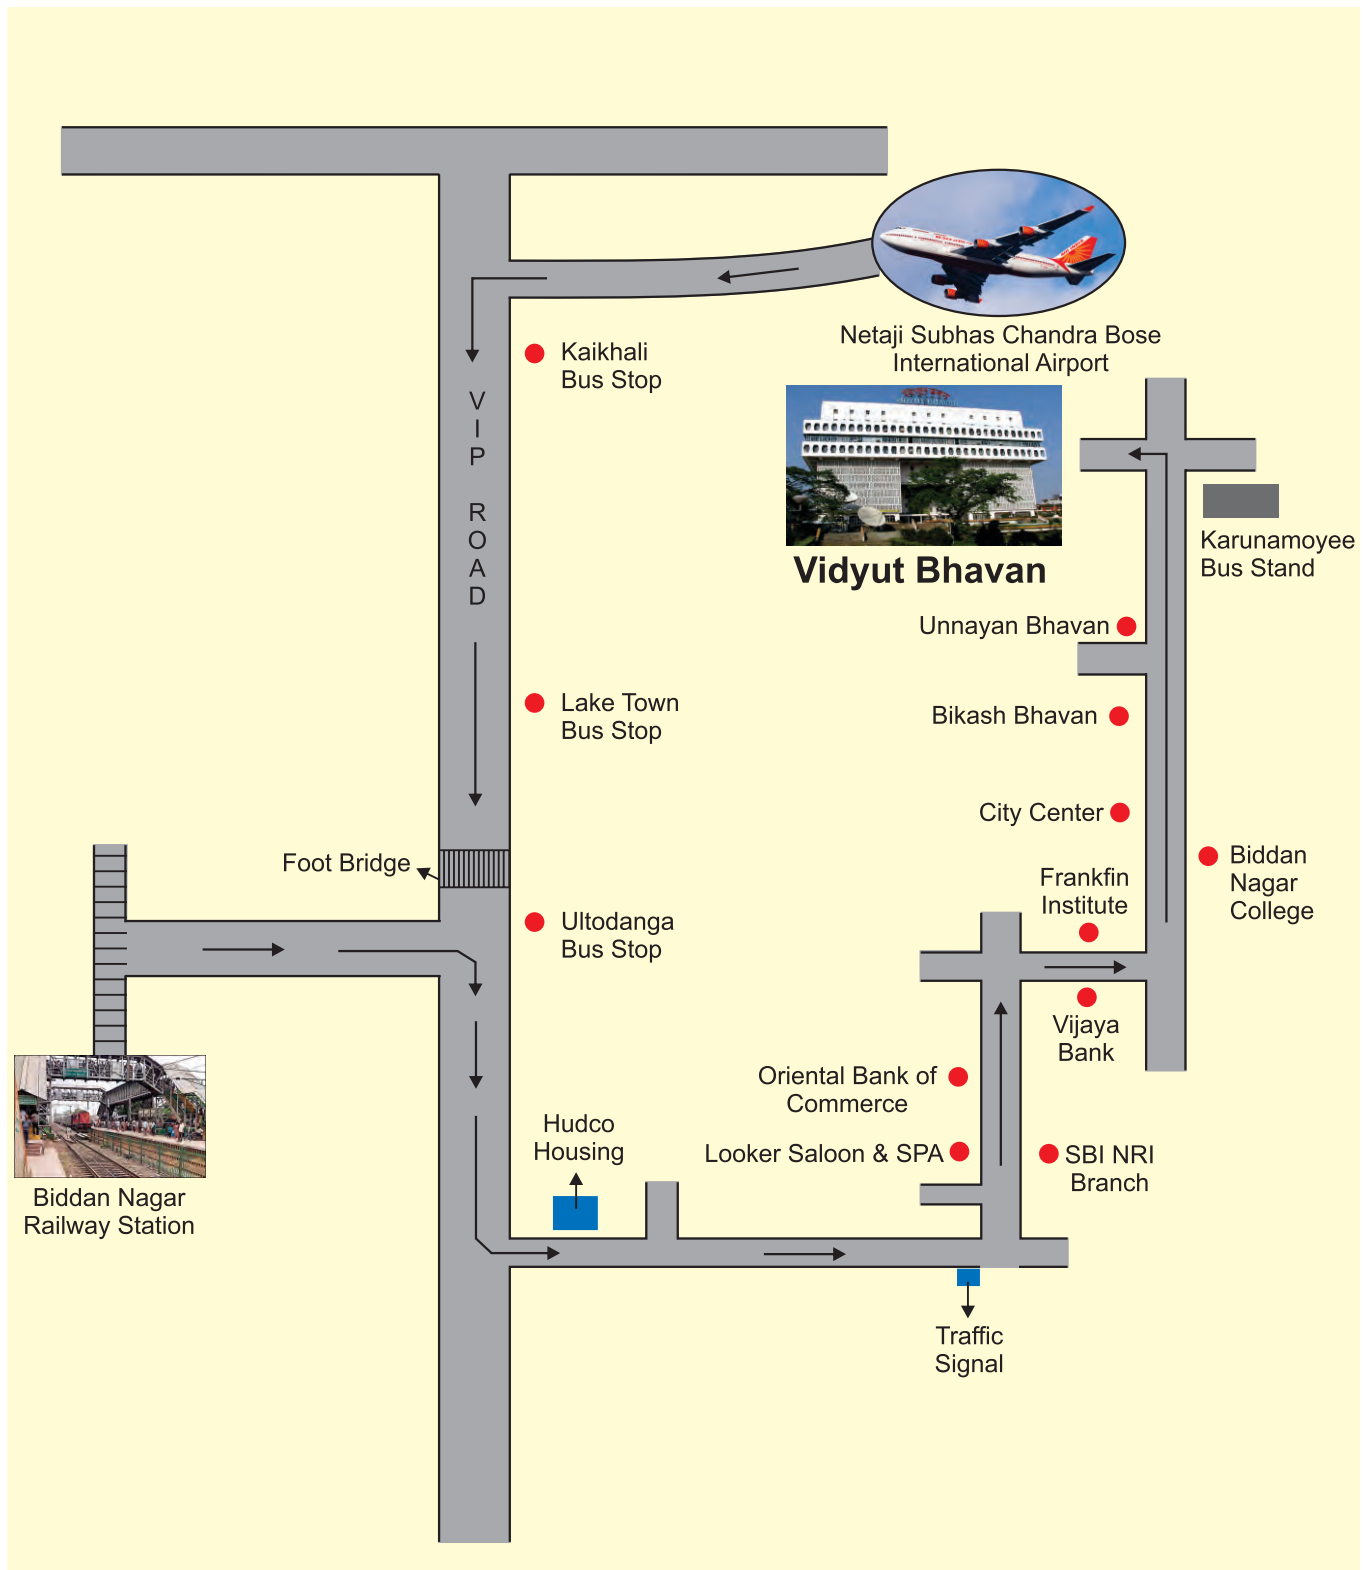 Netaji Subhas Chandra Bose
International Airport
Kaikhali
Bus Stop
VIP ROAD
Vidyut Bhavan
Karunamoyee
Bus Stand
Unnayan Bhavan
Lake Town
Bus Stop
Bikash Bhavan
City Center
Foot Bridge
Biddan
Nagar
College
Frankfin
Institute
Ultodanga
Bus Stop
Vijaya
Bank
Oriental Bank of
Commerce
Hudco
Housing
Looker Saloon & SPA
SBI NRI
Branch
Biddan Nagar
Railway Station
Traffic
Signal